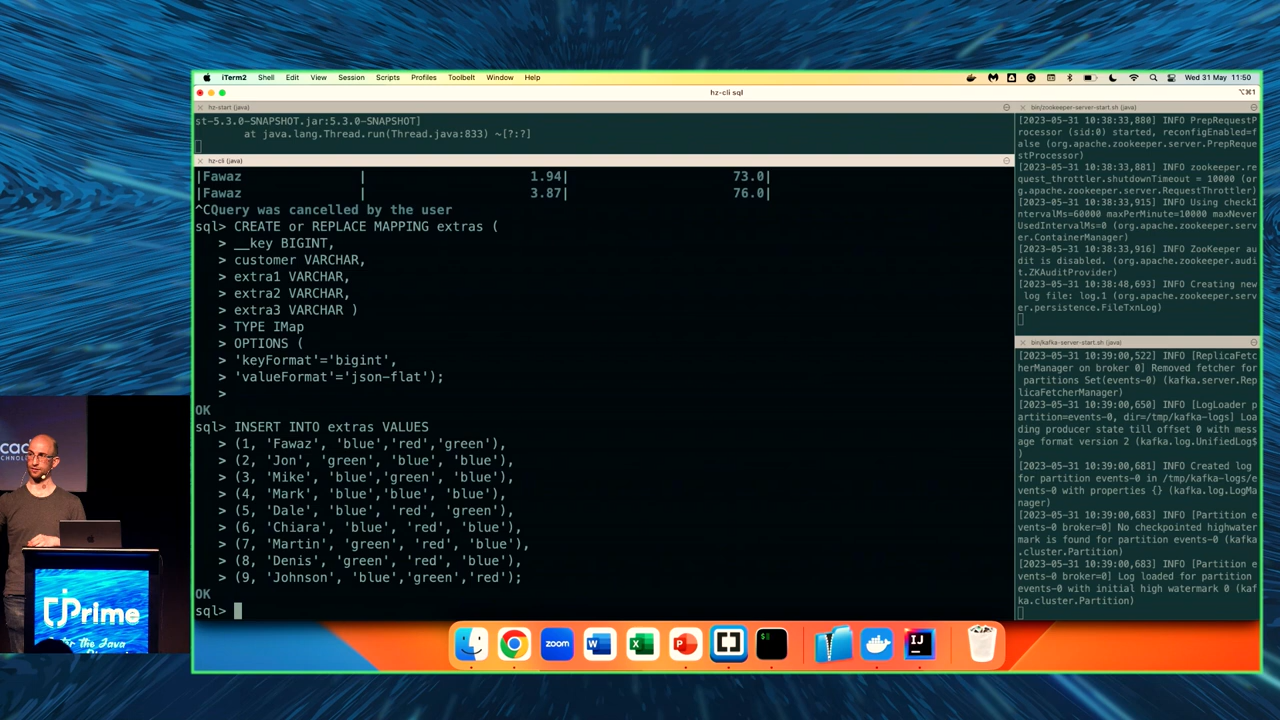 iTerm2 Shell Edit View Session Scripts Profiles Toolbelt Window Help Wed 31 May 11:50
hz-cli sql ⌥⌘1
hz-start (java)
st-5.3.0-SNAPSHOT.jar:5.3.0-SNAPSHOT]
at java.lang.Thread.run(Thread.java:833) ~[?:?]
hz-cli (java)
|Fawaz | 1.94| 73.0|
|Fawaz | 3.87| 76.0|
^CQuery was cancelled by the user
sql> CREATE or REPLACE MAPPING extras (
> __key BIGINT,
> customer VARCHAR,
> extra1 VARCHAR,
> extra2 VARCHAR,
> extra3 VARCHAR )
> TYPE IMap
> OPTIONS (
> 'keyFormat'='bigint',
> 'valueFormat'='json-flat');
>
OK
sql> INSERT INTO extras VALUES
> (1, 'Fawaz', 'blue','red','green'),
> (2, 'Jon', 'green', 'blue', 'blue'),
> (3, 'Mike', 'blue','green', 'blue'),
> (4, 'Mark', 'blue','blue', 'blue'),
> (5, 'Dale', 'blue', 'red', 'green'),
> (6, 'Chiara', 'blue', 'red', 'blue'),
> (7, 'Martin', 'green', 'red', 'blue'),
> (8, 'Denis', 'green', 'red', 'blue'),
> (9, 'Johnson', 'blue','green','red');
OK
sql>
bin/zookeeper-server-start.sh (java)
[2023-05-31 10:38:33,880] INFO PrepRequestP
rocessor (sid:0) started, reconfigEnabled=f
alse (org.apache.zookeeper.server.PrepReque
stProcessor)
[2023-05-31 10:38:33,881] INFO zookeeper.re
quest_throttler.shutdownTimeout = 10000 (or
g.apache.zookeeper.server.RequestThrottler)
[2023-05-31 10:38:33,915] INFO Using checkI
ntervalMs=60000 maxPerMinute=10000 maxNever
UsedIntervalMs=0 (org.apache.zookeeper.serv
er.ContainerManager)
[2023-05-31 10:38:33,916] INFO ZooKeeper au
dit is disabled. (org.apache.zookeeper.audi
t.ZKAuditProvider)
[2023-05-31 10:38:48,693] INFO Creating new
log file: log.1 (org.apache.zookeeper.serv
er.persistence.FileTxnLog)
bin/kafka-server-start.sh (java)
[2023-05-31 10:39:00,522] INFO [ReplicaFetc
herManager on broker 0] Removed fetcher for
partitions Set(events-0) (kafka.server.Rep
licaFetcherManager)
[2023-05-31 10:39:00,650] INFO [LogLoader p
artition=events-0, dir=/tmp/kafka-logs] Loa
ding producer state till offset 0 with mess
age format version 2 (kafka.log.UnifiedLog$
)
[2023-05-31 10:39:00,681] INFO Created log
for partition events-0 in /tmp/kafka-logs/e
vents-0 with properties {} (kafka.log.LogMa
nager)
[2023-05-31 10:39:00,683] INFO [Partition e
vents-0 broker=0] No checkpointed highwater
mark is found for partition events-0 (kafka
.cluster.Partition)
[2023-05-31 10:39:00,683] INFO [Partition e
vents-0 broker=0] Log loaded for partition
events-0 with initial high watermark 0 (kaf
ka.cluster.Partition)
zoom
W
X
P
IJ
jPrime
the Java